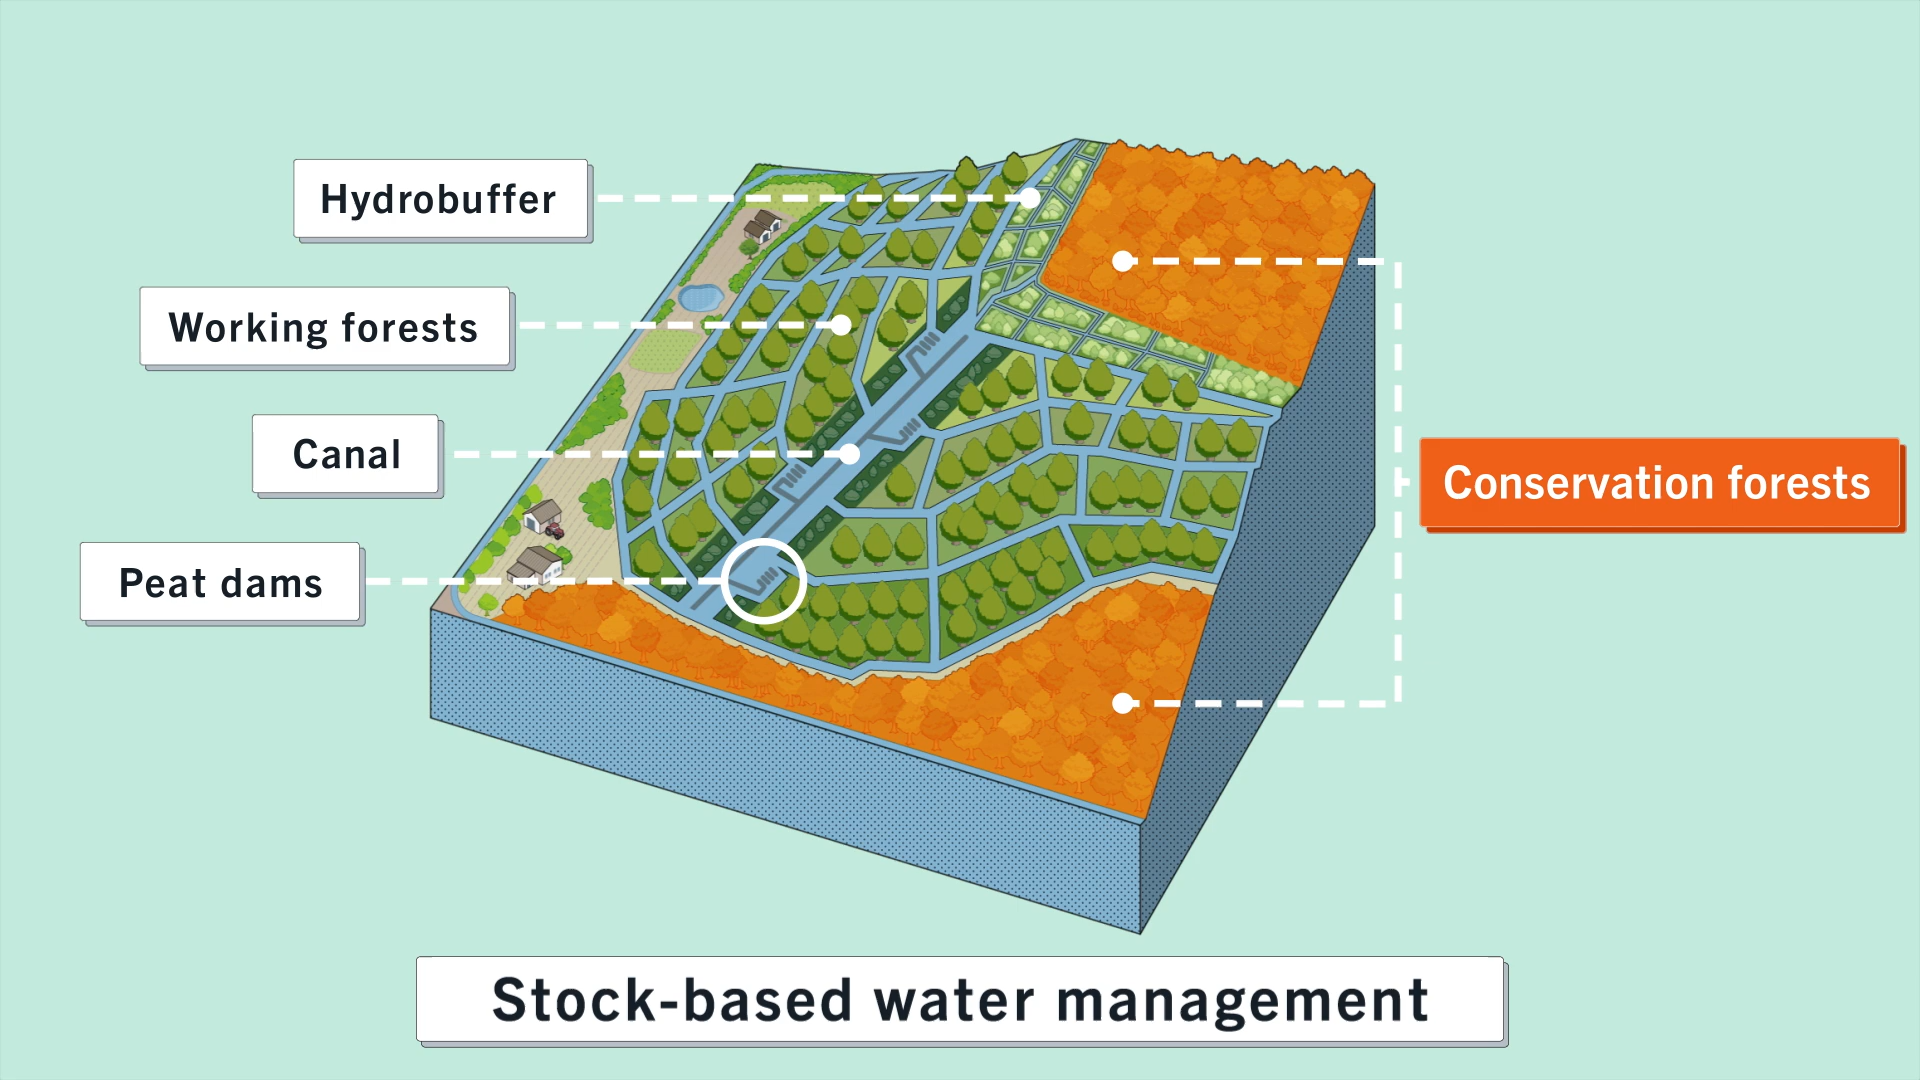 Hydrobuffer
Working forests
Canal
Peat dams
Conservation forests
Stock-based water management